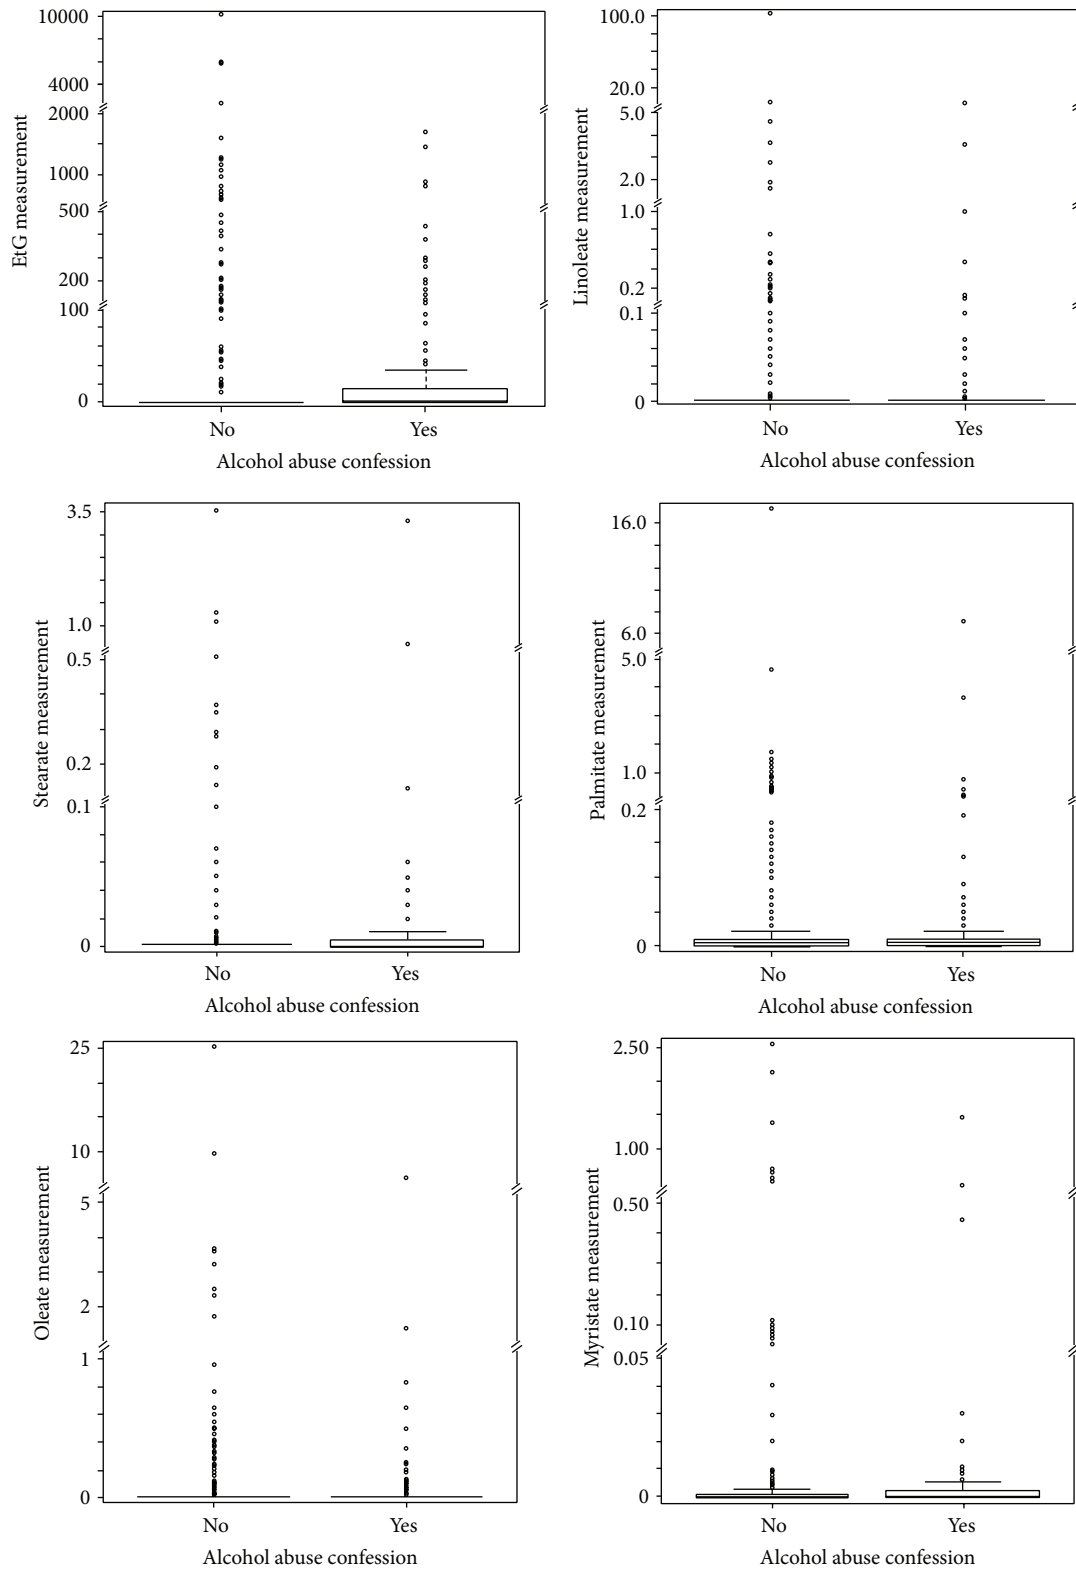 EtG measurement
10000
4000
2000
1000
500
200
100
0
No Yes
Alcohol abuse confession
Linoleate measurement
100.0
20.0
5.0
2.0
1.0
0.2
0.1
0
No Yes
Alcohol abuse confession
Stearate measurement
3.5
1.0
0.5
0.2
0.1
0
No Yes
Alcohol abuse confession
Palmitate measurement
16.0
6.0
5.0
1.0
0.2
0
No Yes
Alcohol abuse confession
Oleate measurement
25
10
5
2
1
0
No Yes
Alcohol abuse confession
Myristate measurement
2.50
1.00
0.50
0.10
0.05
0
No Yes
Alcohol abuse confession